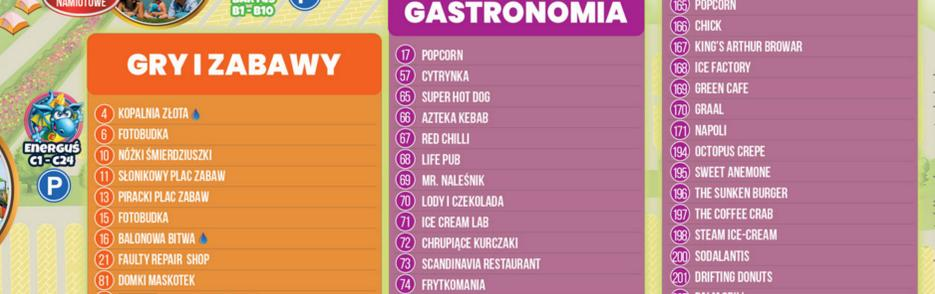 NAMIOTOWE
BARTUŚ
B1 - B10
P
ENERGUŚ
C1 - C24
P
GRY I ZABAWY
4 KOPALNIA ZŁOTA
6 FOTOBUDKA
10 NÓŻKI ŚMIERDZIUSZKI
11 SŁONIKOWY PLAC ZABAW
13 PIRACKI PLAC ZABAW
15 FOTOBUDKA
16 BALONOWA BITWA
21 FAULTY REPAIR SHOP
81 DOMKI MASKOTEK
GASTRONOMIA
17 POPCORN
57 CYTRYNKA
65 SUPER HOT DOG
66 AZTEKA KEBAB
67 RED CHILLI
68 LIFE PUB
69 MR. NALEŚNIK
70 LODY I CZEKOLADA
71 ICE CREAM LAB
72 CHRUPIĄCE KURCZAKI
73 SCANDINAVIA RESTAURANT
74 FRYTKOMANIA
165 POPCORN
166 CHICK
167 KING'S ARTHUR BROWAR
168 ICE FACTORY
169 GREEN CAFE
170 GRAAL
171 NAPOLI
194 OCTOPUS CREPE
195 SWEET ANEMONE
196 THE SUNKEN BURGER
197 THE COFFEE CRAB
198 STEAM ICE-CREAM
200 SODALANTIS
201 DRIFTING DONUTS